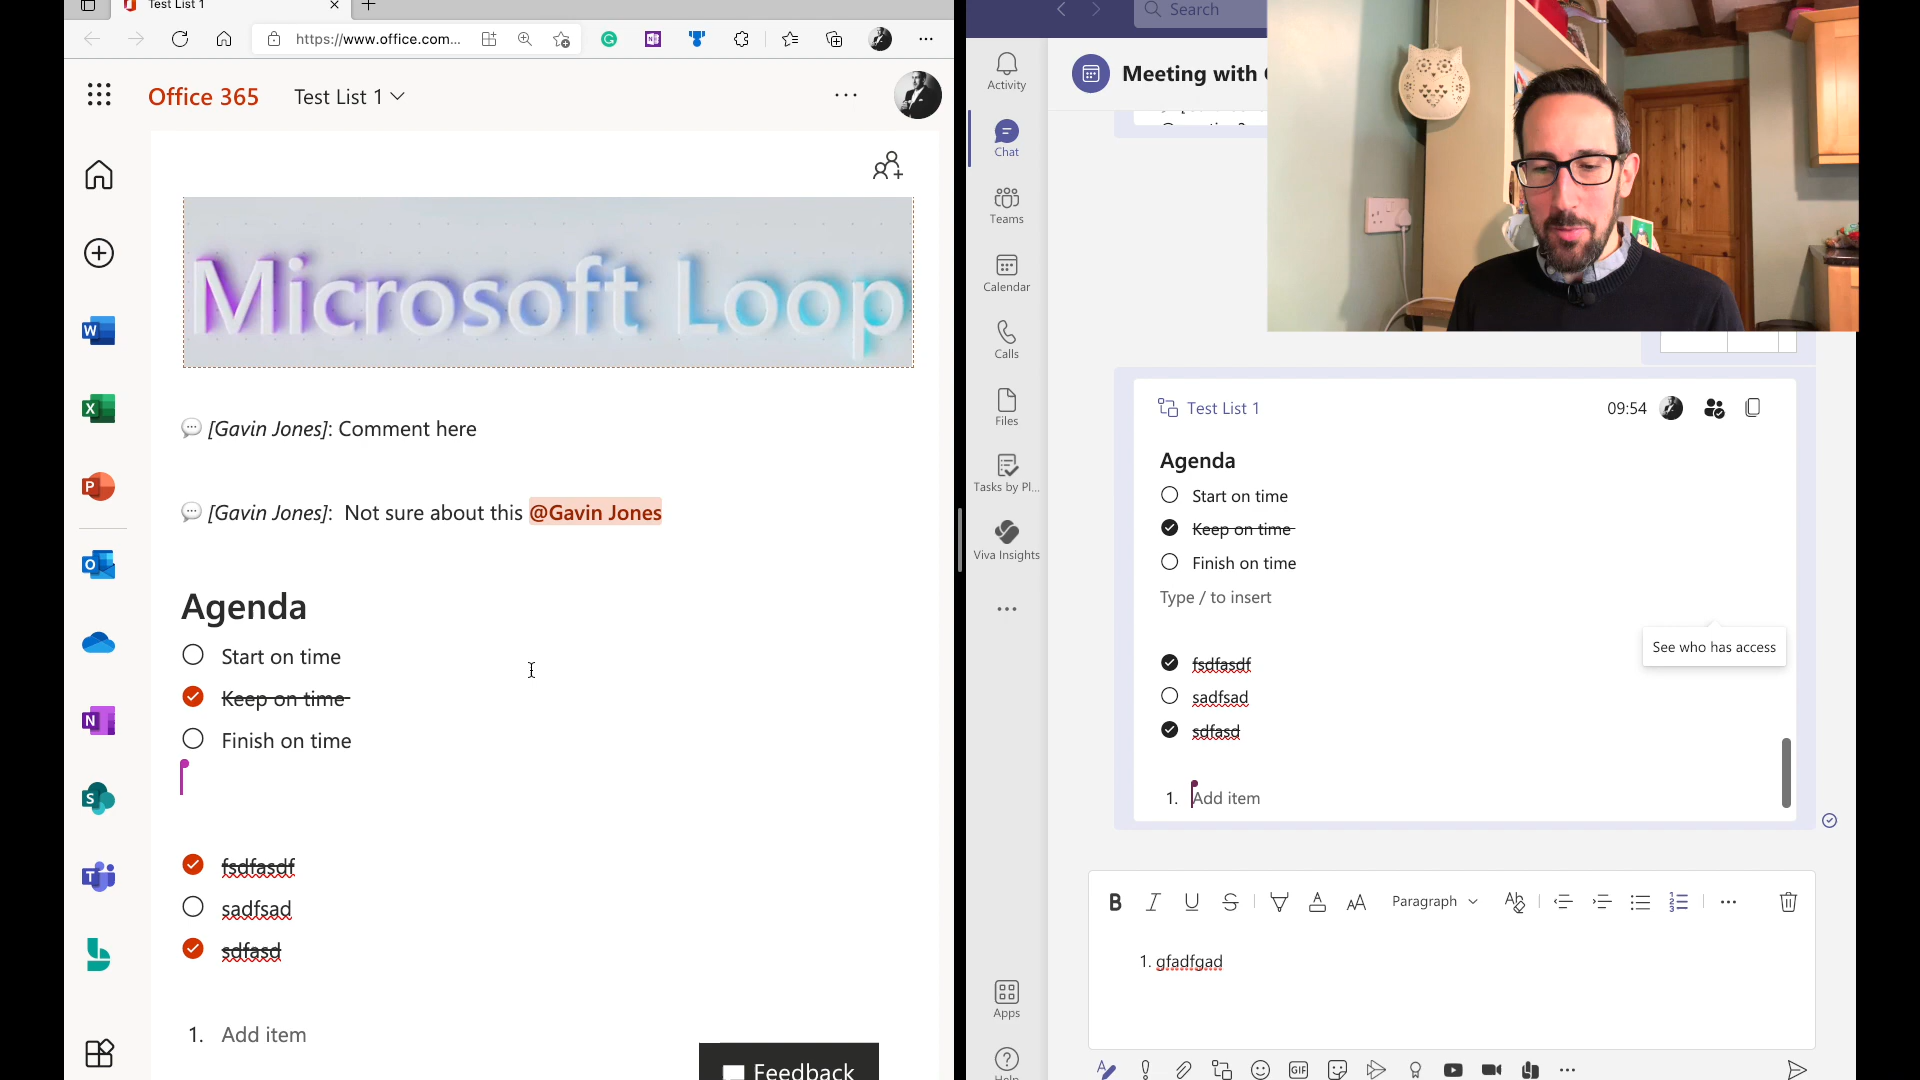 Test List 1
https://www.office.com...
Office 365
Test List 1
Microsoft Loop
[Gavin Jones]: Comment here
[Gavin Jones]: Not sure about this @Gavin Jones
Agenda
Start on time
Keep on time
Finish on time
fsdfasdf
sadfsad
sdfasd
1. Add item
Feedback
Search
Activity
Chat
Teams
Calendar
Calls
Files
Tasks by Pl...
Viva Insights
Apps
Help
Meeting with
Test List 1
09:54
Agenda
Start on time
Keep on time
Finish on time
Type / to insert
See who has access
fsdfasdf
sadfsad
sdfasd
1. Add item
Paragraph
1. gfadfgad
GIF